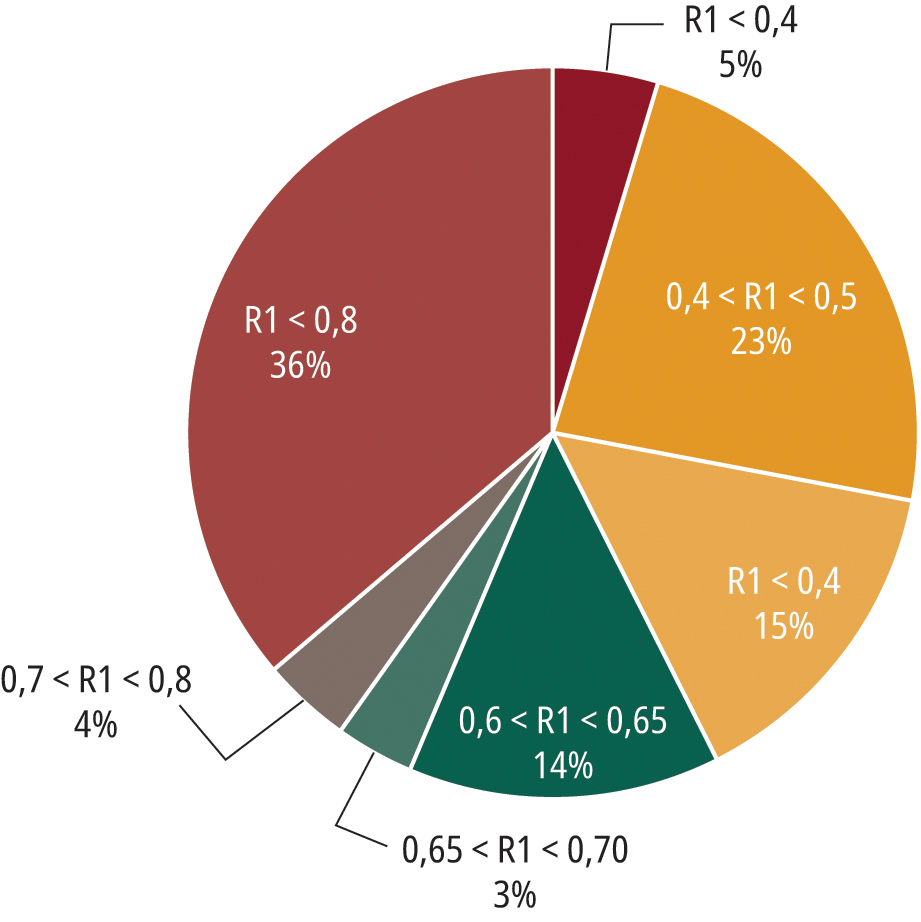 R1 < 0,4
5%
0,4 < R1 < 0,5
23%
R1 < 0,8
36%
R1 < 0,4
15%
0,7 < R1 < 0,8
4%
0,6 < R1 < 0,65
14%
0,65 < R1 < 0,70
3%